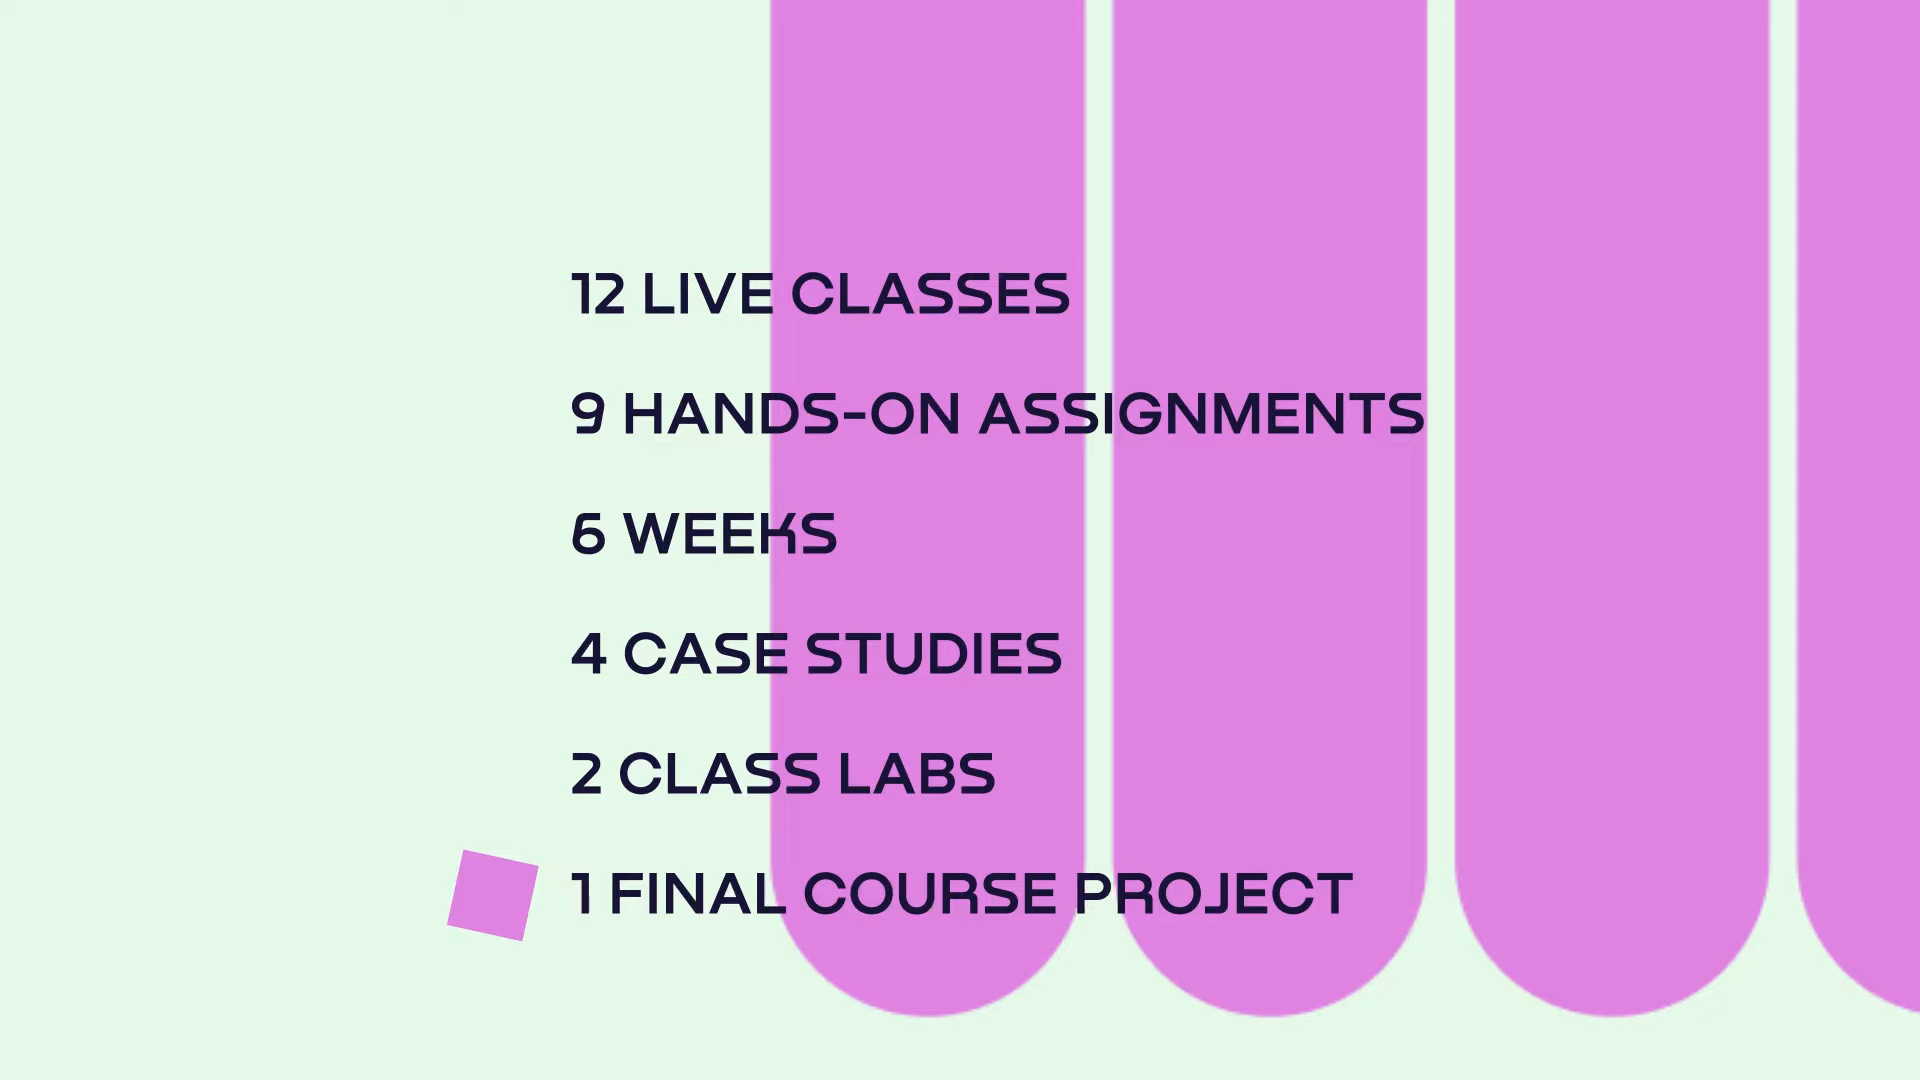 12 LIVE CLASSES
9 HANDS-ON ASSIGNMENTS
6 WEEKS
4 CASE STUDIES
2 CLASS LABS
1 FINAL COURSE PROJECT